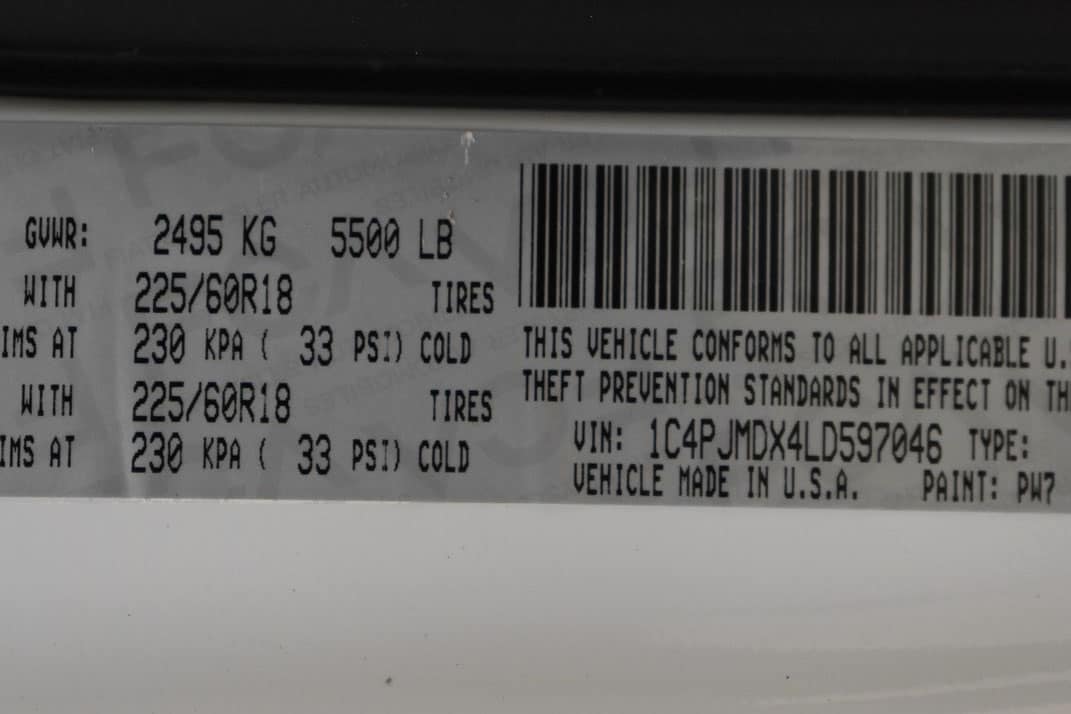 GVWR: 2495 KG 5500 LB
WITH 225/60R18 TIRES
IMS AT 230 KPA ( 33 PSI) COLD
WITH 225/60R18 TIRES
IMS AT 230 KPA ( 33 PSI) COLD
THIS VEHICLE CONFORMS TO ALL APPLICABLE U.S
THEFT PREVENTION STANDARDS IN EFFECT ON TH
VIN: 1C4PJMDX4LD597046 TYPE:
VEHICLE MADE IN U.S.A. PAINT: PW7